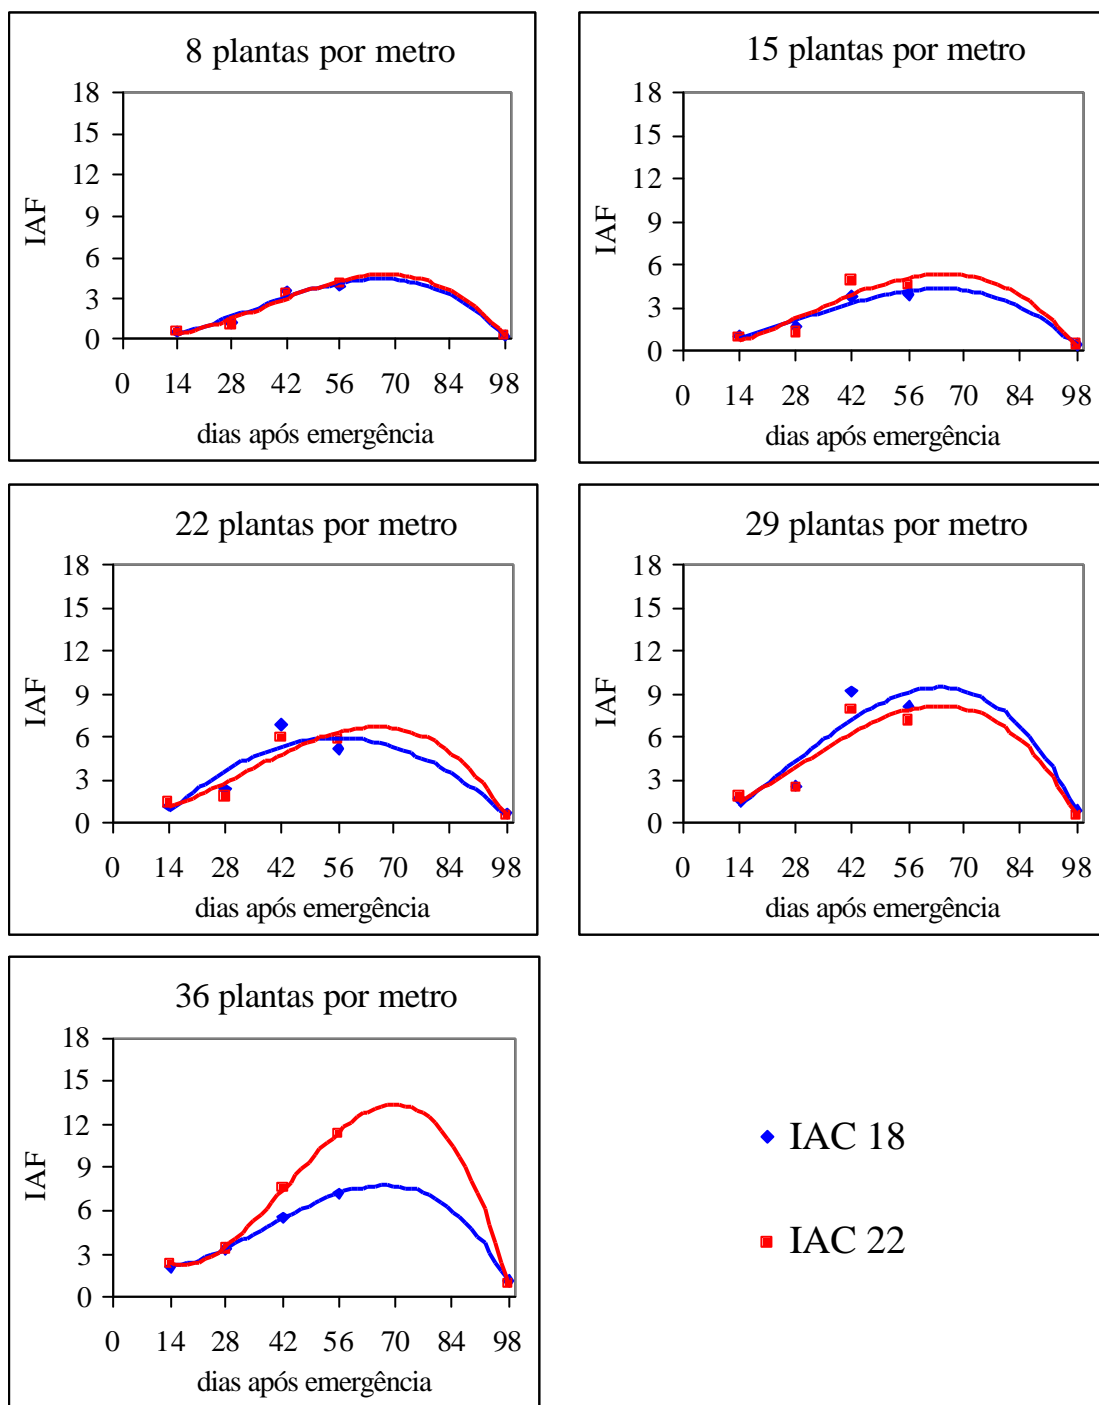 8 plantas por metro
18
15
12
9
6
3
0
IAF
0 14 28 42 56 70 84 98
dias após emergência
15 plantas por metro
18
15
12
9
6
3
0
IAF
0 14 28 42 56 70 84 98
dias após emergência
22 plantas por metro
18
15
12
9
6
3
0
IAF
0 14 28 42 56 70 84 98
dias após emergência
29 plantas por metro
18
15
12
9
6
3
0
IAF
0 14 28 42 56 70 84 98
dias após emergência
36 plantas por metro
18
15
12
9
6
3
0
IAF
0 14 28 42 56 70 84 98
dias após emergência
IAC 18
IAC 22